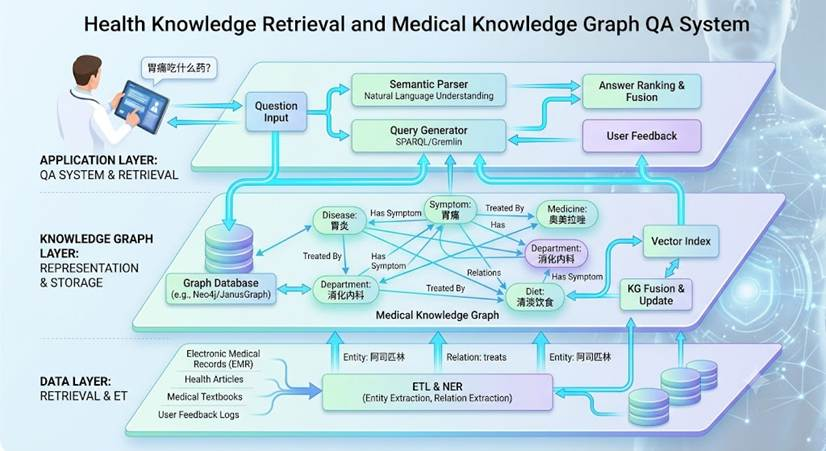 Health Knowledge Retrieval and Medical Knowledge Graph QA System
胃痛吃什么药?
Question
Input
Semantic Parser
Natural Language Understanding
Query Generator
SPARQL/Gremlin
Answer Ranking &
Fusion
User Feedback
APPLICATION LAYER:
QA SYSTEM & RETRIEVAL
KNOWLEDGE GRAPH
LAYER:
REPRESENTATION
& STORAGE
Graph Database
(e.g., Neo4j/JanusGraph)
Disease:
胃炎
Has Symptom
Symptom:
胃痛
Treated By
Medicine:
奥美拉唑
Has
Department:
消化内科
Treated By
Has
Symptom
Relations
Has Symptom
Department:
消化内科
Treated By
Diet:
清淡饮食
Medical Knowledge Graph
Vector Index
KG Fusion &
Update
DATA LAYER:
RETRIEVAL & ET
Electronic Medical
Records (EMR)
Health Articles
Medical Textbooks
User Feedback Logs
Entity: 阿司匹林
Relation: treats
Entity: 阿司匹林
ETL & NER
(Entity Extraction, Relation Extraction)